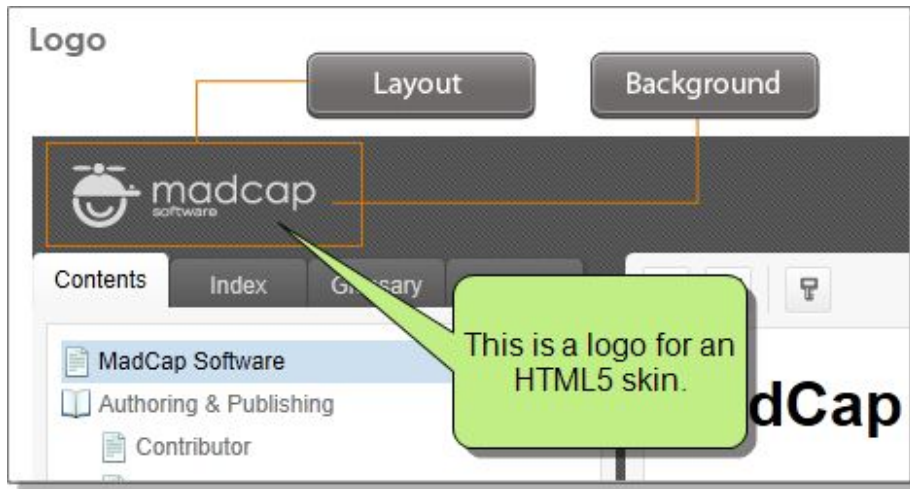 Logo
Layout
Background
madcap
software
Contents
Index
This is a logo for an
HTML5 skin.
MadCap Software
Authoring & Publishing
Contributor